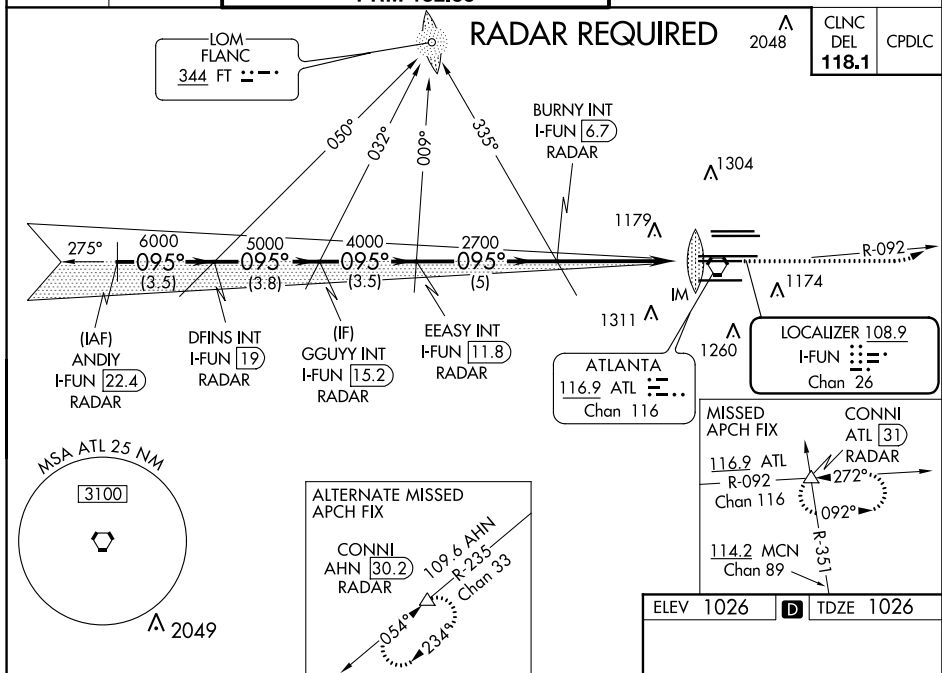 RADAR REQUIRED
2048
CLNC
DEL
118.1
CPDLC
LOM
FLANC
344 FT
050°
032°
009°
335°
BURNY INT
I-FUN 6.7
RADAR
1304
1179
275°
6000
095°
(3.5)
5000
095°
(3.8)
4000
095°
(3.5)
2700
095°
(5)
R-092
IM
1174
1311
1260
(IAF)
ANDIY
I-FUN 22.4
RADAR
DFINS INT
I-FUN 19
RADAR
(IF)
GGUYY INT
I-FUN 15.2
RADAR
EEASY INT
I-FUN 11.8
RADAR
ATLANTA
116.9 ATL
Chan 116
LOCALIZER 108.9
I-FUN
Chan 26
MSA ATL 25 NM
3100
2049
ALTERNATE MISSED
APCH FIX
CONNI
AHN 30.2
RADAR
109.6 AHN
R-235
Chan 33
054°
234°
MISSED
APCH FIX
CONNI
ATL 31
RADAR
116.9 ATL
R-092
Chan 116
272°
092°
R-351
114.2 MCN
Chan 89
ELEV 1026
D
TDZE 1026